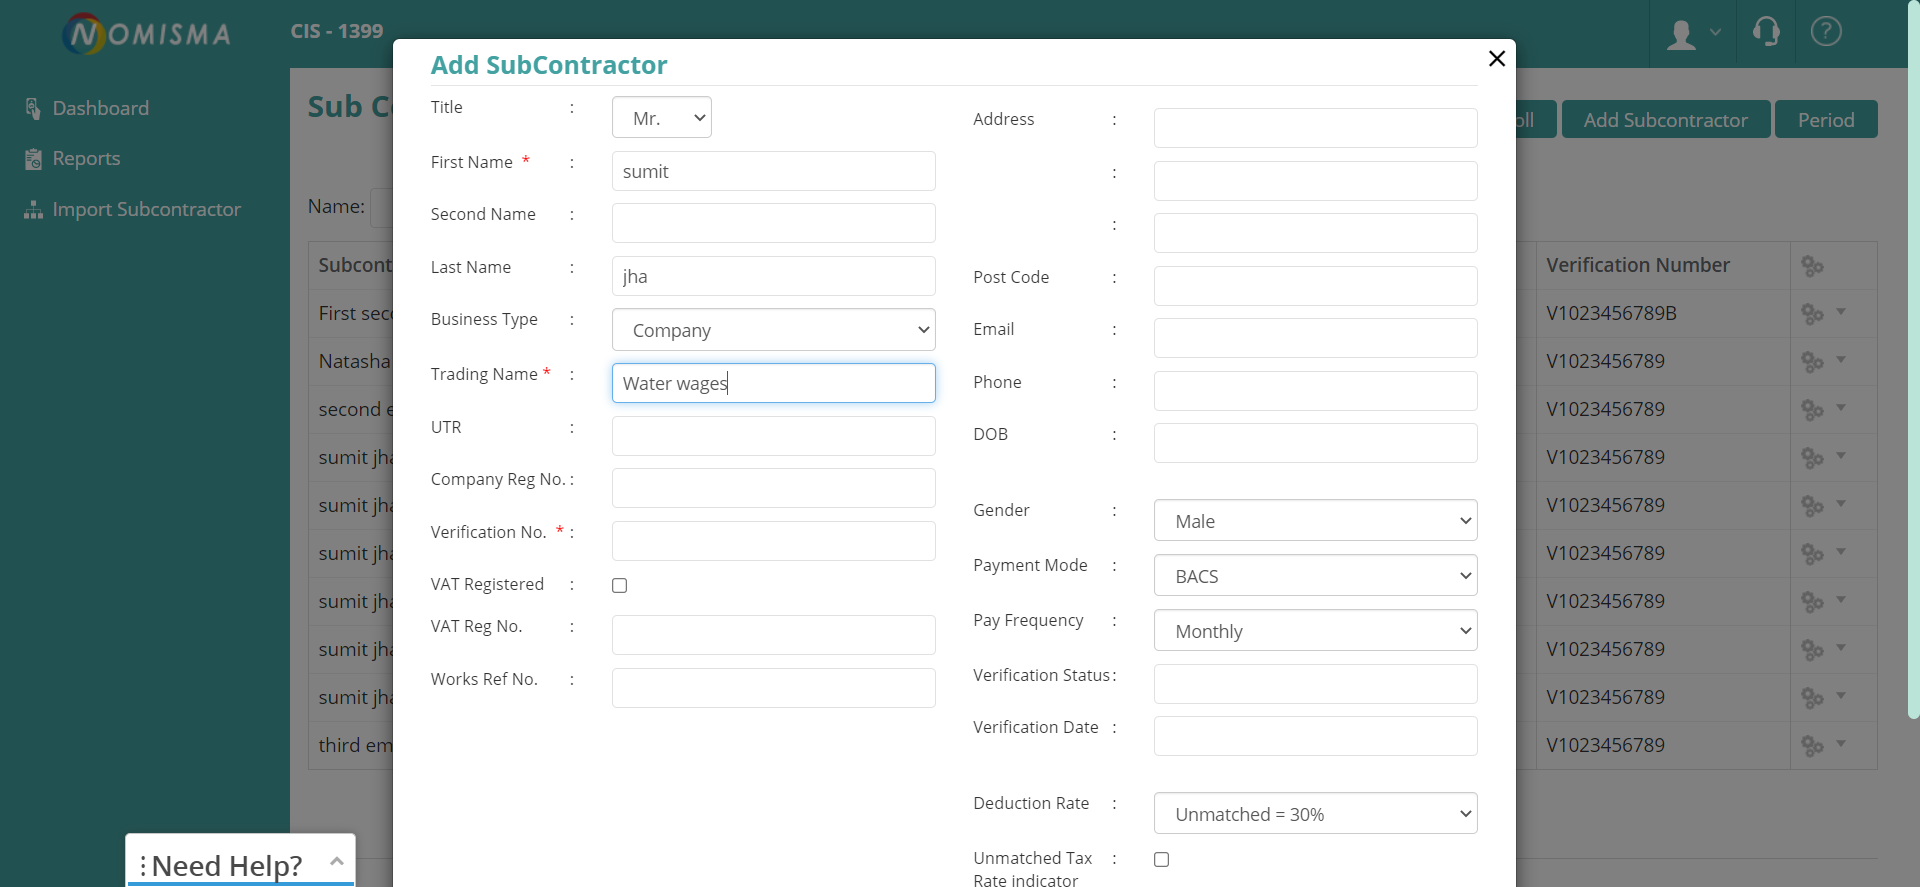 NOMISMA
CIS - 1399
?
Dashboard
Reports
Import Subcontractor
Sub C
oll
Add Subcontractor
Period
Name:
Subcont
Verification Number
First seco
V1023456789B
Natasha
V1023456789
second e
V1023456789
sumit jha
V1023456789
sumit jha
V1023456789
sumit jha
V1023456789
sumit jha
V1023456789
sumit jha
V1023456789
sumit jha
V1023456789
third em
V1023456789
Add SubContractor
Title :
Mr.
First Name * :
sumit
Second Name :
Last Name :
jha
Business Type :
Company
Trading Name * :
Water wages
UTR :
Company Reg No. :
Verification No. * :
VAT Registered :
VAT Reg No. :
Works Ref No. :
Address :
:
:
Post Code :
Email :
Phone :
DOB :
Gender :
Male
Payment Mode :
BACS
Pay Frequency :
Monthly
Verification Status :
Verification Date :
Deduction Rate :
Unmatched = 30%
Unmatched Tax :
Rate indicator
Need Help?